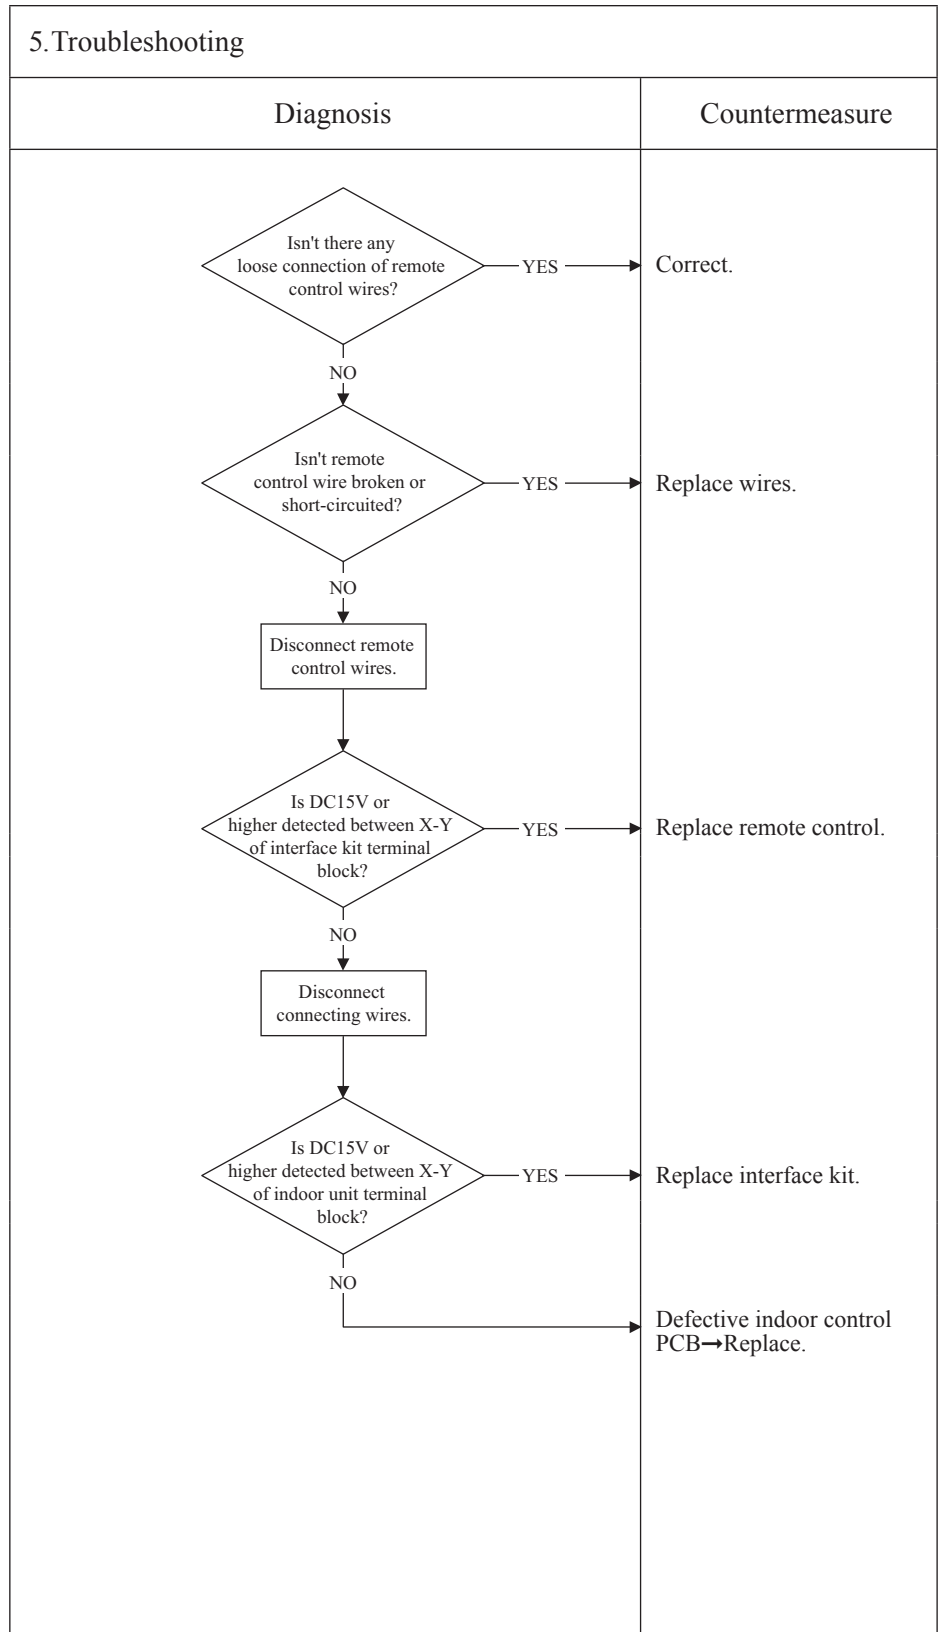 5.Troubleshooting
Diagnosis
Countermeasure
Isn't there any
loose connection of remote
control wires?
YES
Correct.
NO
Isn't remote
control wire broken or
short-circuited?
YES
Replace wires.
NO
Disconnect remote
control wires.
Is DC15V or
higher detected between X-Y
of interface kit terminal
block?
YES
Replace remote control.
NO
Disconnect
connecting wires.
Is DC15V or
higher detected between X-Y
of indoor unit terminal
block?
YES
Replace interface kit.
NO
Defective indoor control
PCB→Replace.